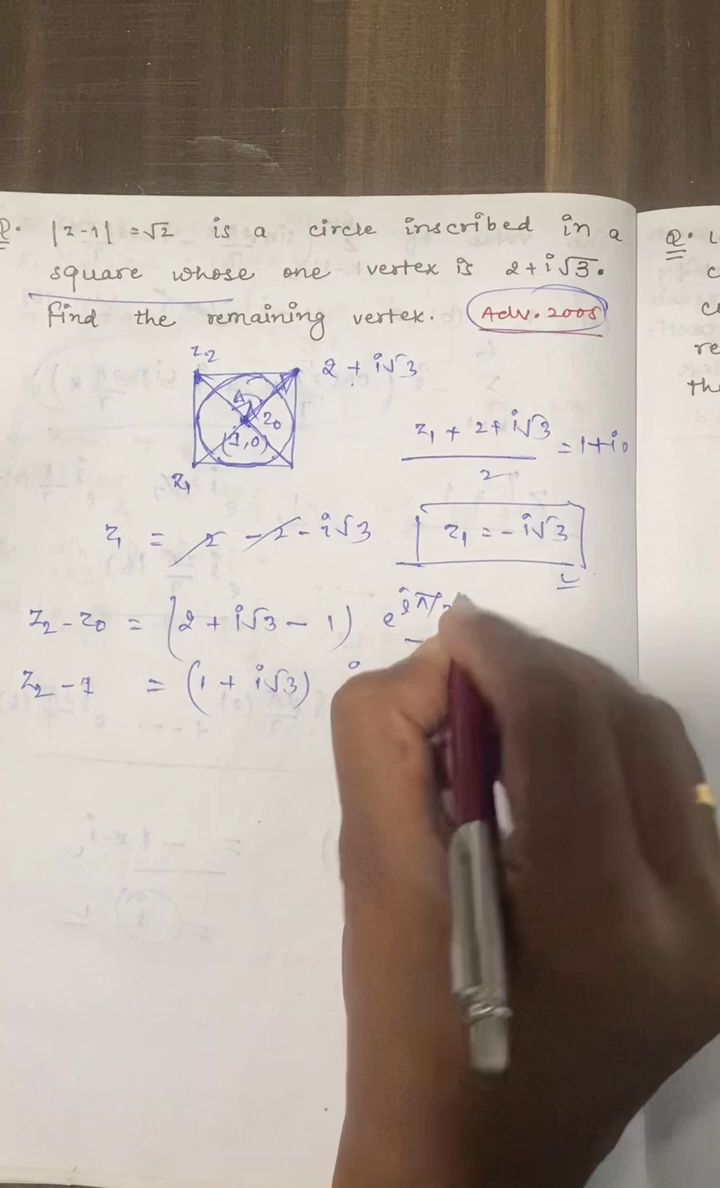 Q. |z-1| = √2 is a circle inscribed in a
square whose one vertex is 2+i√3.
find the remaining vertex. Adv. 2005
z₂
2 + i√3
z₀
(1,0)
z₁
(z₁ + 2 + i√3)/2 = 1+i0
z₁ = 2 - 2 - i√3
z₁ = -i√3
z₂ - z₀ = (2 + i√3 - 1) e^{iπ/
z₂ - 1 = (1 + i√3) i
Q.
re